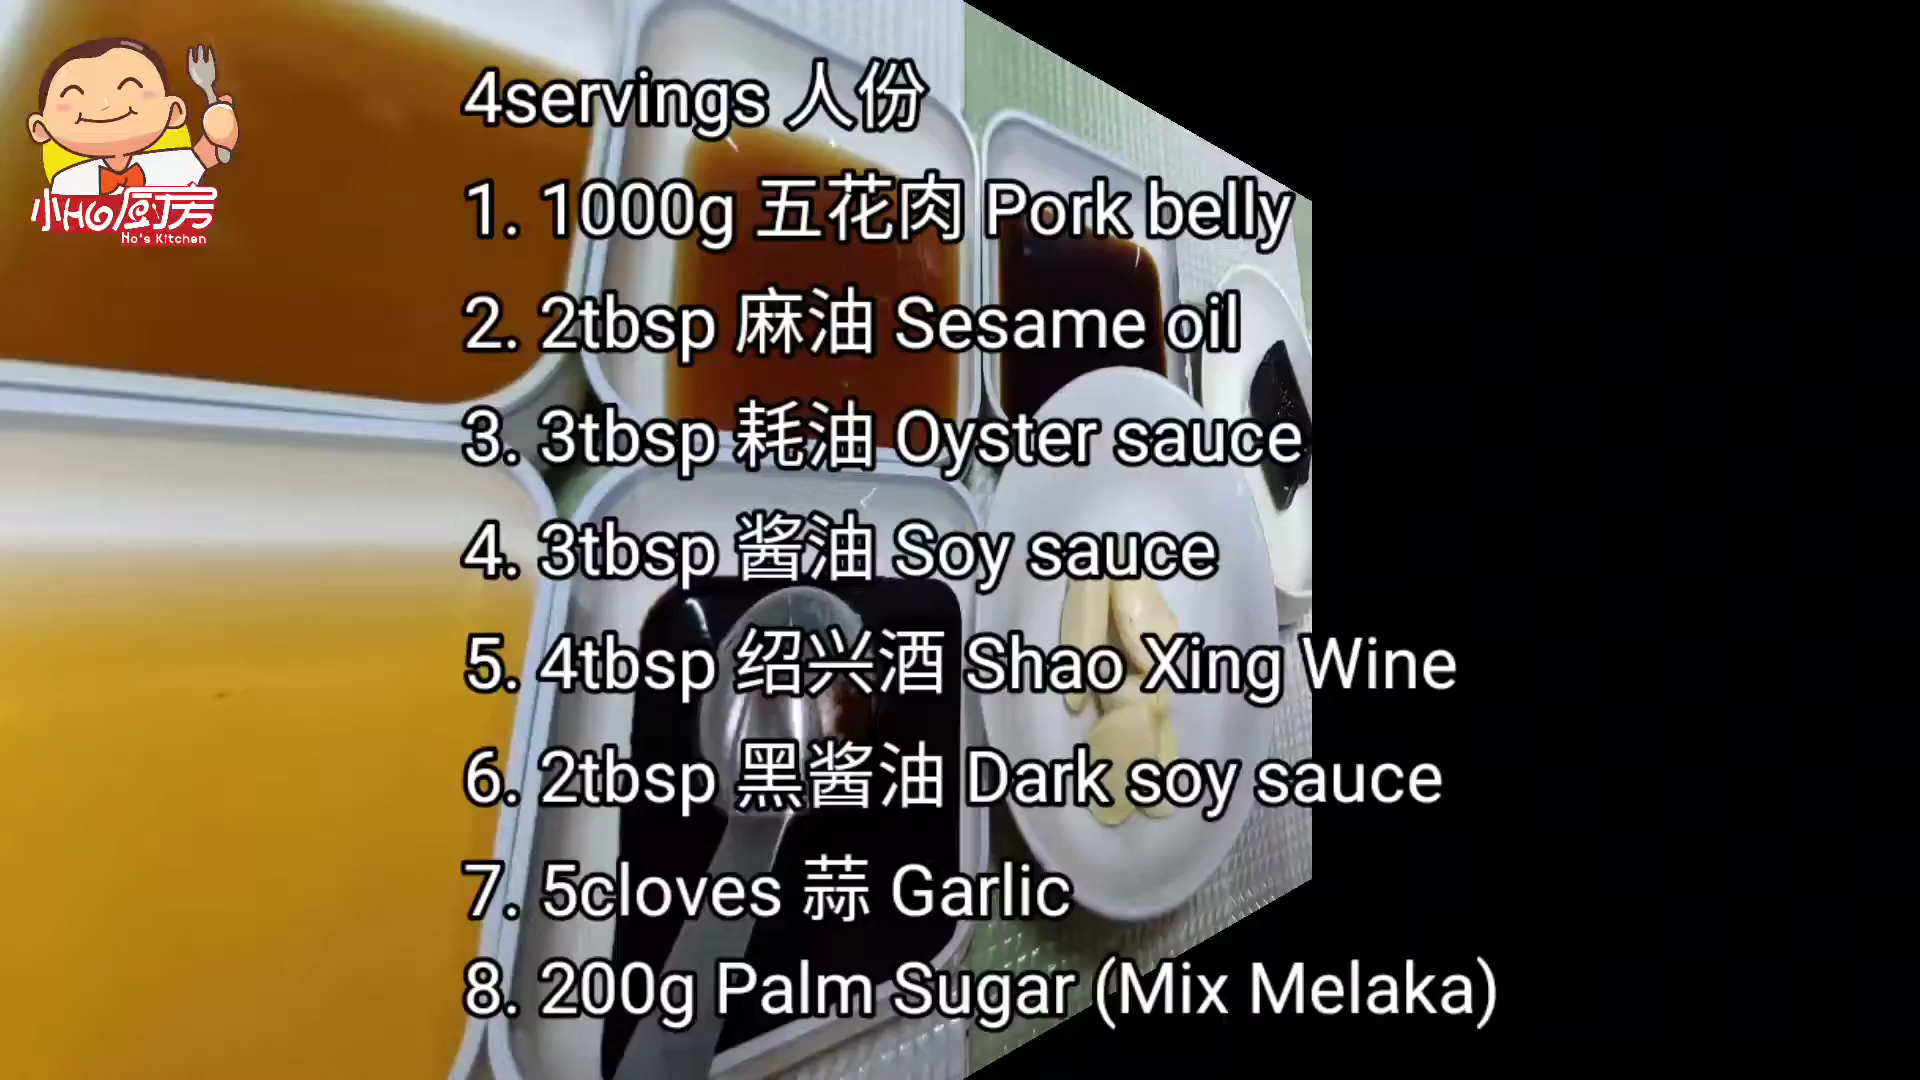 小HO厨房
Ho's Kitchen
4servings 人份
1. 1000g 五花肉 Pork belly
2. 2tbsp 麻油 Sesame oil
3. 3tbsp 耗油 Oyster sauce
4. 3tbsp 酱油 Soy sauce
5. 4tbsp 绍兴酒 Shao Xing Wine
6. 2tbsp 黑酱油 Dark soy sauce
7. 5cloves 蒜 Garlic
8. 200g Palm Sugar (Mix Melaka)